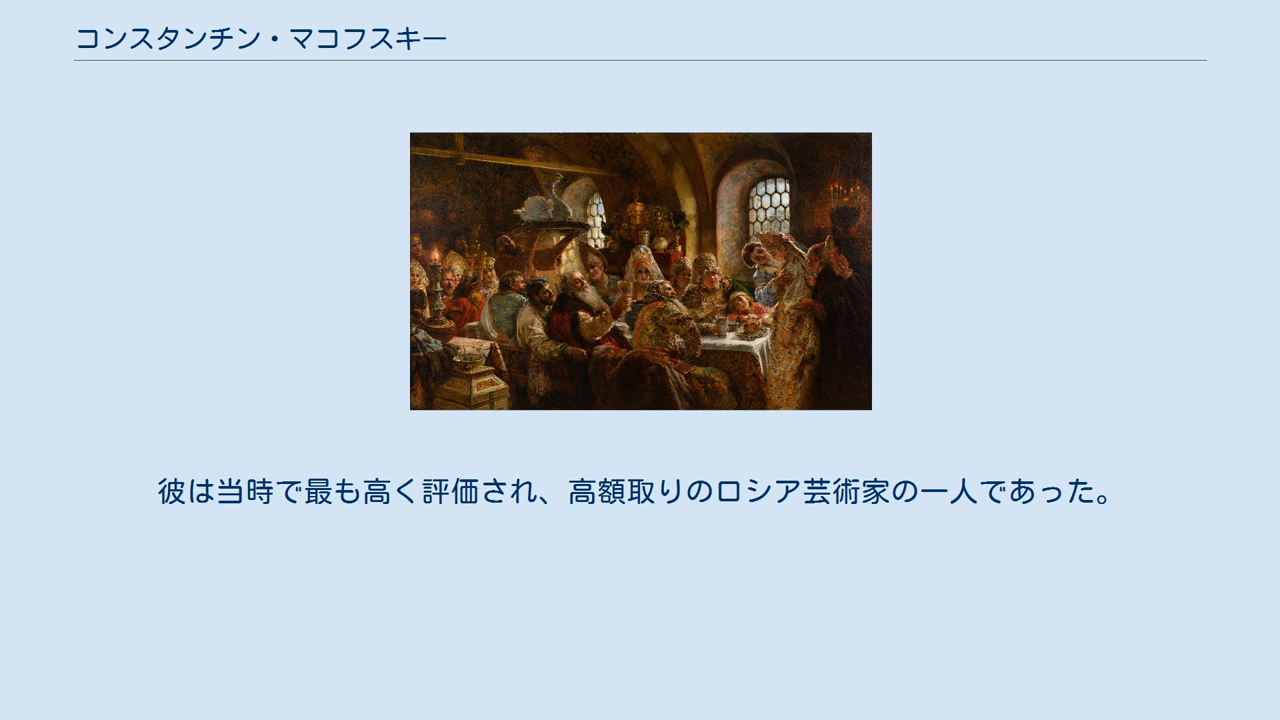 コンスタンチン・マコフスキー
彼は当時で最も高く評価され、高額取りのロシア芸術家の一人であった。